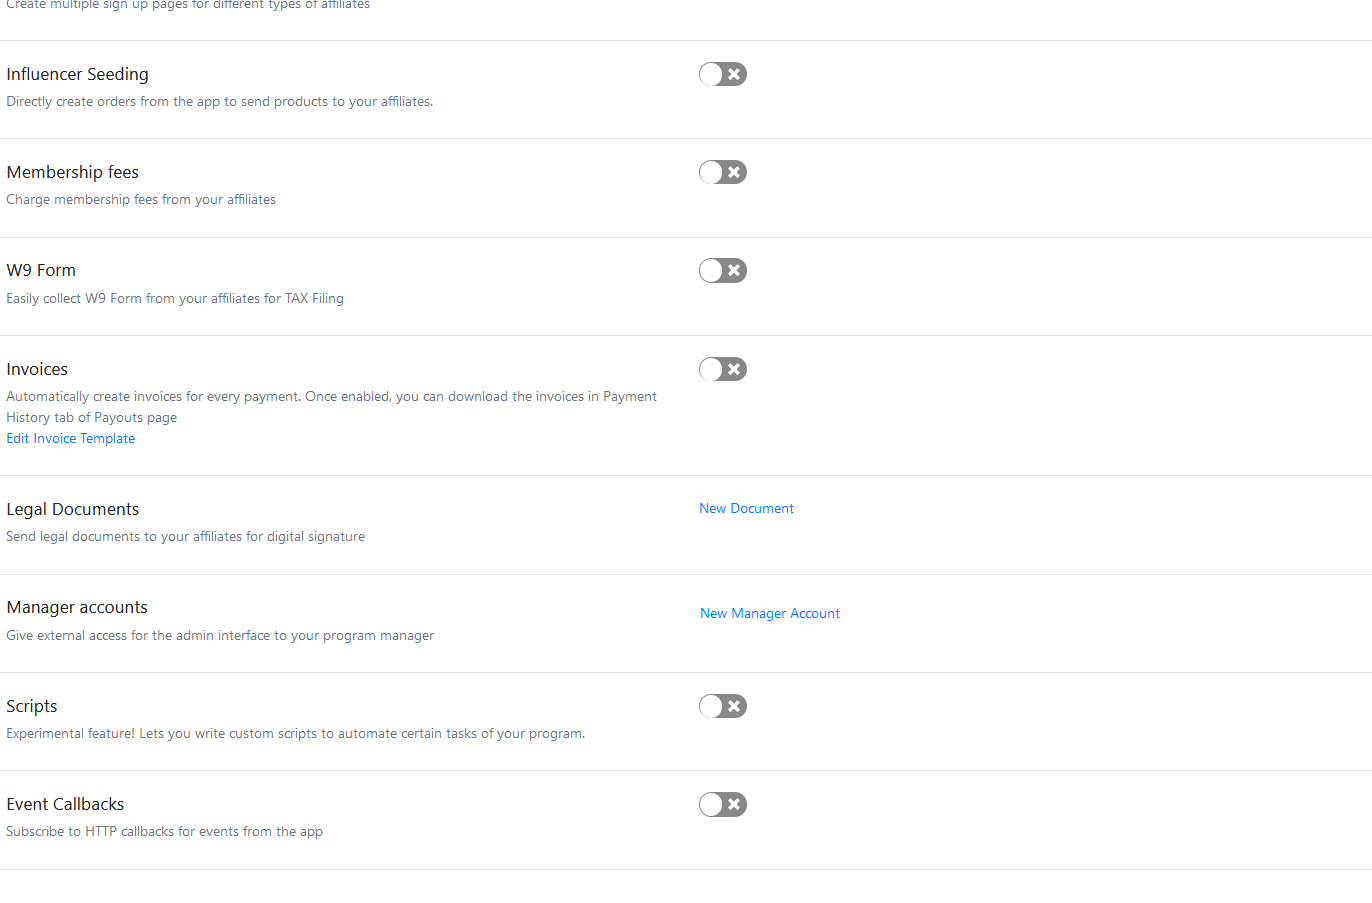 Create multiple sign up pages for different types of affiliates
Influencer Seeding
Directly create orders from the app to send products to your affiliates.
Membership fees
Charge membership fees from your affiliates
W9 Form
Easily collect W9 Form from your affiliates for TAX Filing
Invoices
Automatically create invoices for every payment. Once enabled, you can download the invoices in Payment
History tab of Payouts page
Edit Invoice Template
Legal Documents
New Document
Send legal documents to your affiliates for digital signature
Manager accounts
New Manager Account
Give external access for the admin interface to your program manager
Scripts
Experimental feature! Lets you write custom scripts to automate certain tasks of your program.
Event Callbacks
Subscribe to HTTP callbacks for events from the app